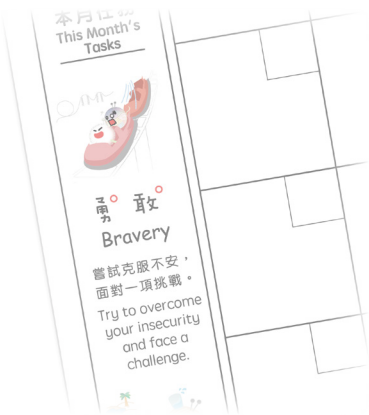 本月任務
This Month's
Tasks
勇敢
Bravery
嘗試克服不安，
面對一項挑戰。
Try to overcome
your insecurity
and face a
challenge.